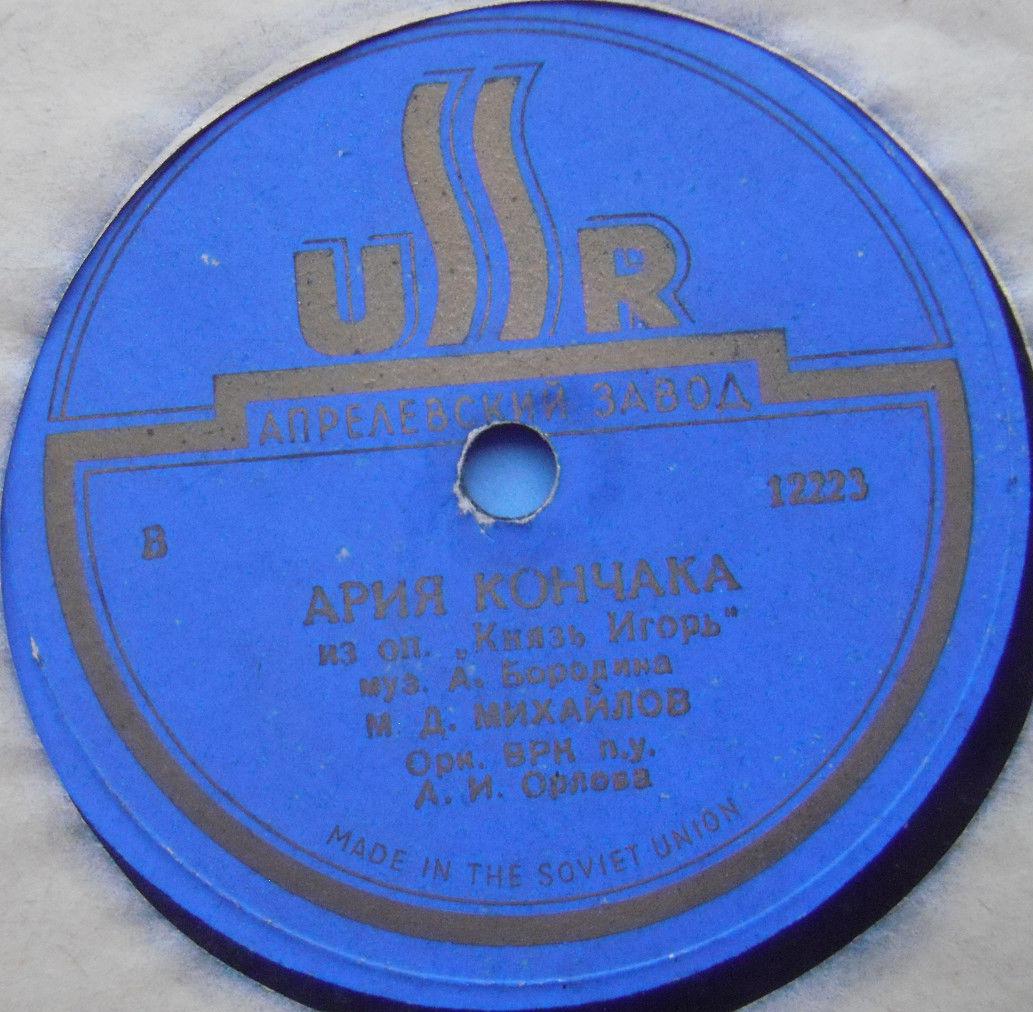 USSR
АПРЕЛЕВСКИЙ ЗАВОД
В 12223
АРИЯ КОНЧАКА
из оп. „Князь Игорь"
муз. А. Бородина
М. Д. МИХАЙЛОВ
Орк. ВРК п.у.
А. И. Орлова
MADE IN THE SOVIET UNION